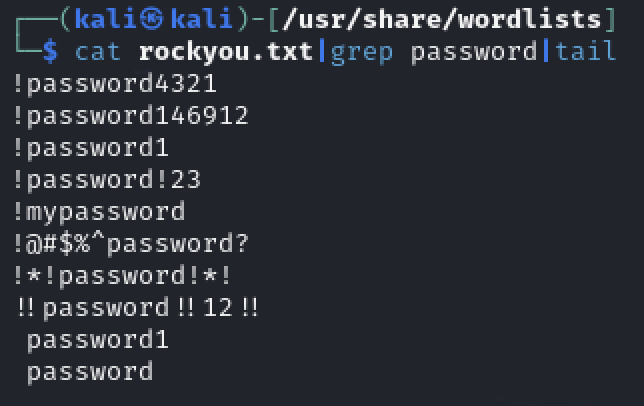 ┌──(kali㉿kali)-[/usr/share/wordlists]
└─$ cat rockyou.txt|grep password|tail
!password4321
!password146912
!password1
!password!23
!mypassword
!@#$%^password?
!*!password!*!
!!password!!12!!
 password1
 password